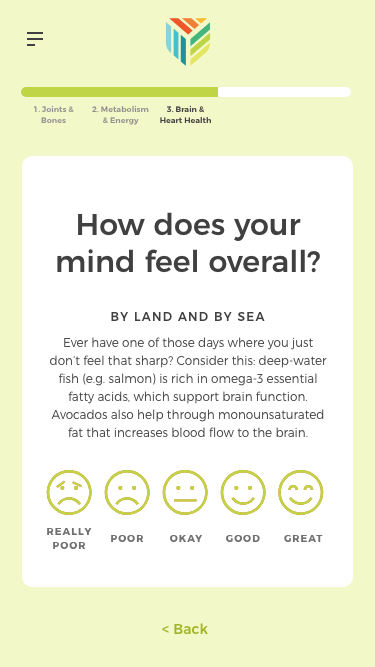 1. Joints &
Bones
2. Metabolism
& Energy
3. Brain &
Heart Health
How does your
mind feel overall?
BY LAND AND BY SEA
Ever have one of those days where you just
don't feel that sharp? Consider this: deep-water
fish (e.g. salmon) is rich in omega-3 essential
fatty acids, which support brain function.
Avocados also help through monounsaturated
fat that increases blood flow to the brain.
REALLY
POOR
POOR
OKAY
GOOD
GREAT
< Back